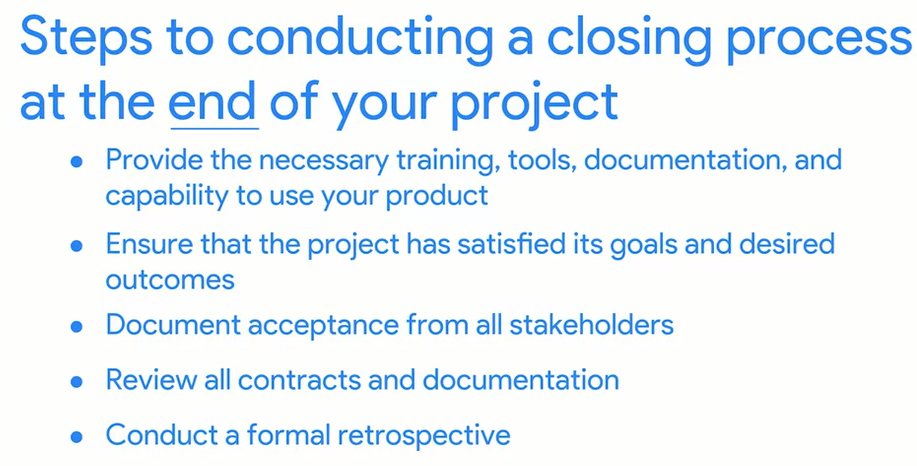 Steps to conducting a closing process
at the end of your project
• Provide the necessary training, tools, documentation, and
capability to use your product
• Ensure that the project has satisfied its goals and desired
outcomes
• Document acceptance from all stakeholders
• Review all contracts and documentation
• Conduct a formal retrospective